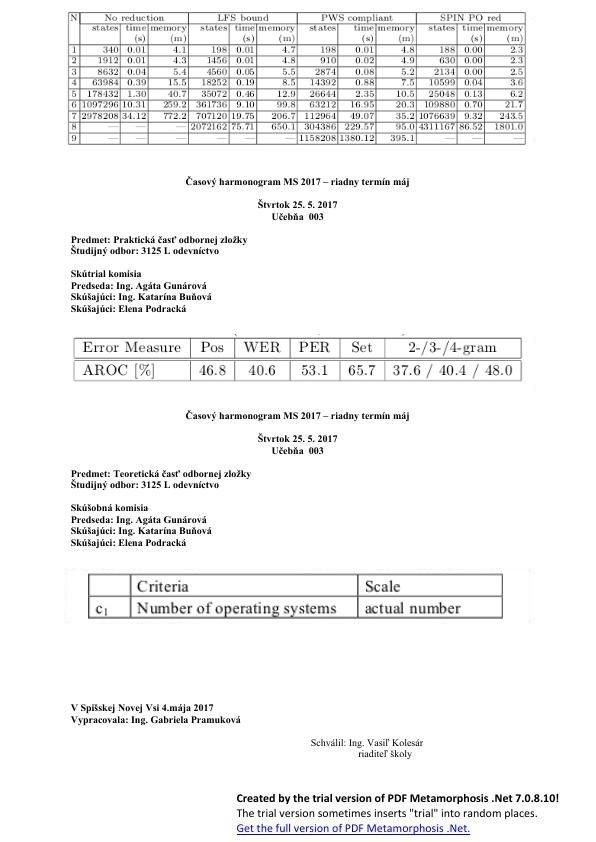 N No reduction LFS bound PWS compliant SPIN PO red
states time memory states time memory states time memory states time memory
(s) (m) (s) (m) (s) (m) (s) (m)
1 340 0.01 4.1 198 0.01 4.7 198 0.01 4.8 188 0.00 2.3
2 1912 0.01 4.3 1456 0.01 4.8 910 0.02 4.9 630 0.00 2.3
3 8632 0.04 5.4 4560 0.05 5.5 2874 0.08 5.2 2134 0.00 2.5
4 63984 0.39 15.5 18252 0.19 8.5 14392 0.88 7.5 10599 0.04 3.6
5 178432 1.30 40.7 35072 0.46 12.9 26644 2.35 10.5 25048 0.13 6.2
6 1097296 10.31 259.2 361736 9.10 99.8 63212 16.95 20.3 109880 0.70 21.7
7 2978208 34.12 772.2 707120 19.75 206.7 112964 49.07 35.2 1076639 9.32 243.5
8 — — — 2072162 75.71 650.1 304386 229.57 95.0 4311167 86.52 1801.0
9 — — — 1158208 1380.12 395.1
Časový harmonogram MS 2017 – riadny termín máj
Štvrtok 25. 5. 2017
Učebňa 003
Predmet: Praktická časť odbornej zložky
Študijný odbor: 3125 L odevníctvo
Skútrial komisia
Predseda: Ing. Agáta Gunárová
Skúšajúci: Ing. Katarína Buňová
Skúšajúci: Elena Podracká
Error Measure Pos WER PER Set 2-/3-/4-gram
AROC [%] 46.8 40.6 53.1 65.7 37.6 / 40.4 / 48.0
Časový harmonogram MS 2017 – riadny termín máj
Štvrtok 25. 5. 2017
Učebňa 003
Predmet: Teoretická časť odbornej zložky
Študijný odbor: 3125 L odevníctvo
Skúšobná komisia
Predseda: Ing. Agáta Gunárová
Skúšajúci: Ing. Katarína Buňová
Skúšajúci: Elena Podracká
Criteria Scale
c1 Number of operating systems actual number
V Spišskej Novej Vsi 4.mája 2017
Vypracovala: Ing. Gabriela Pramuková
Schválil: Ing. Vasiľ Kolesár
riaditeľ školy
Created by the trial version of PDF Metamorphosis .Net 7.0.8.10!
The trial version sometimes inserts "trial" into random places.
Get the full version of PDF Metamorphosis .Net.